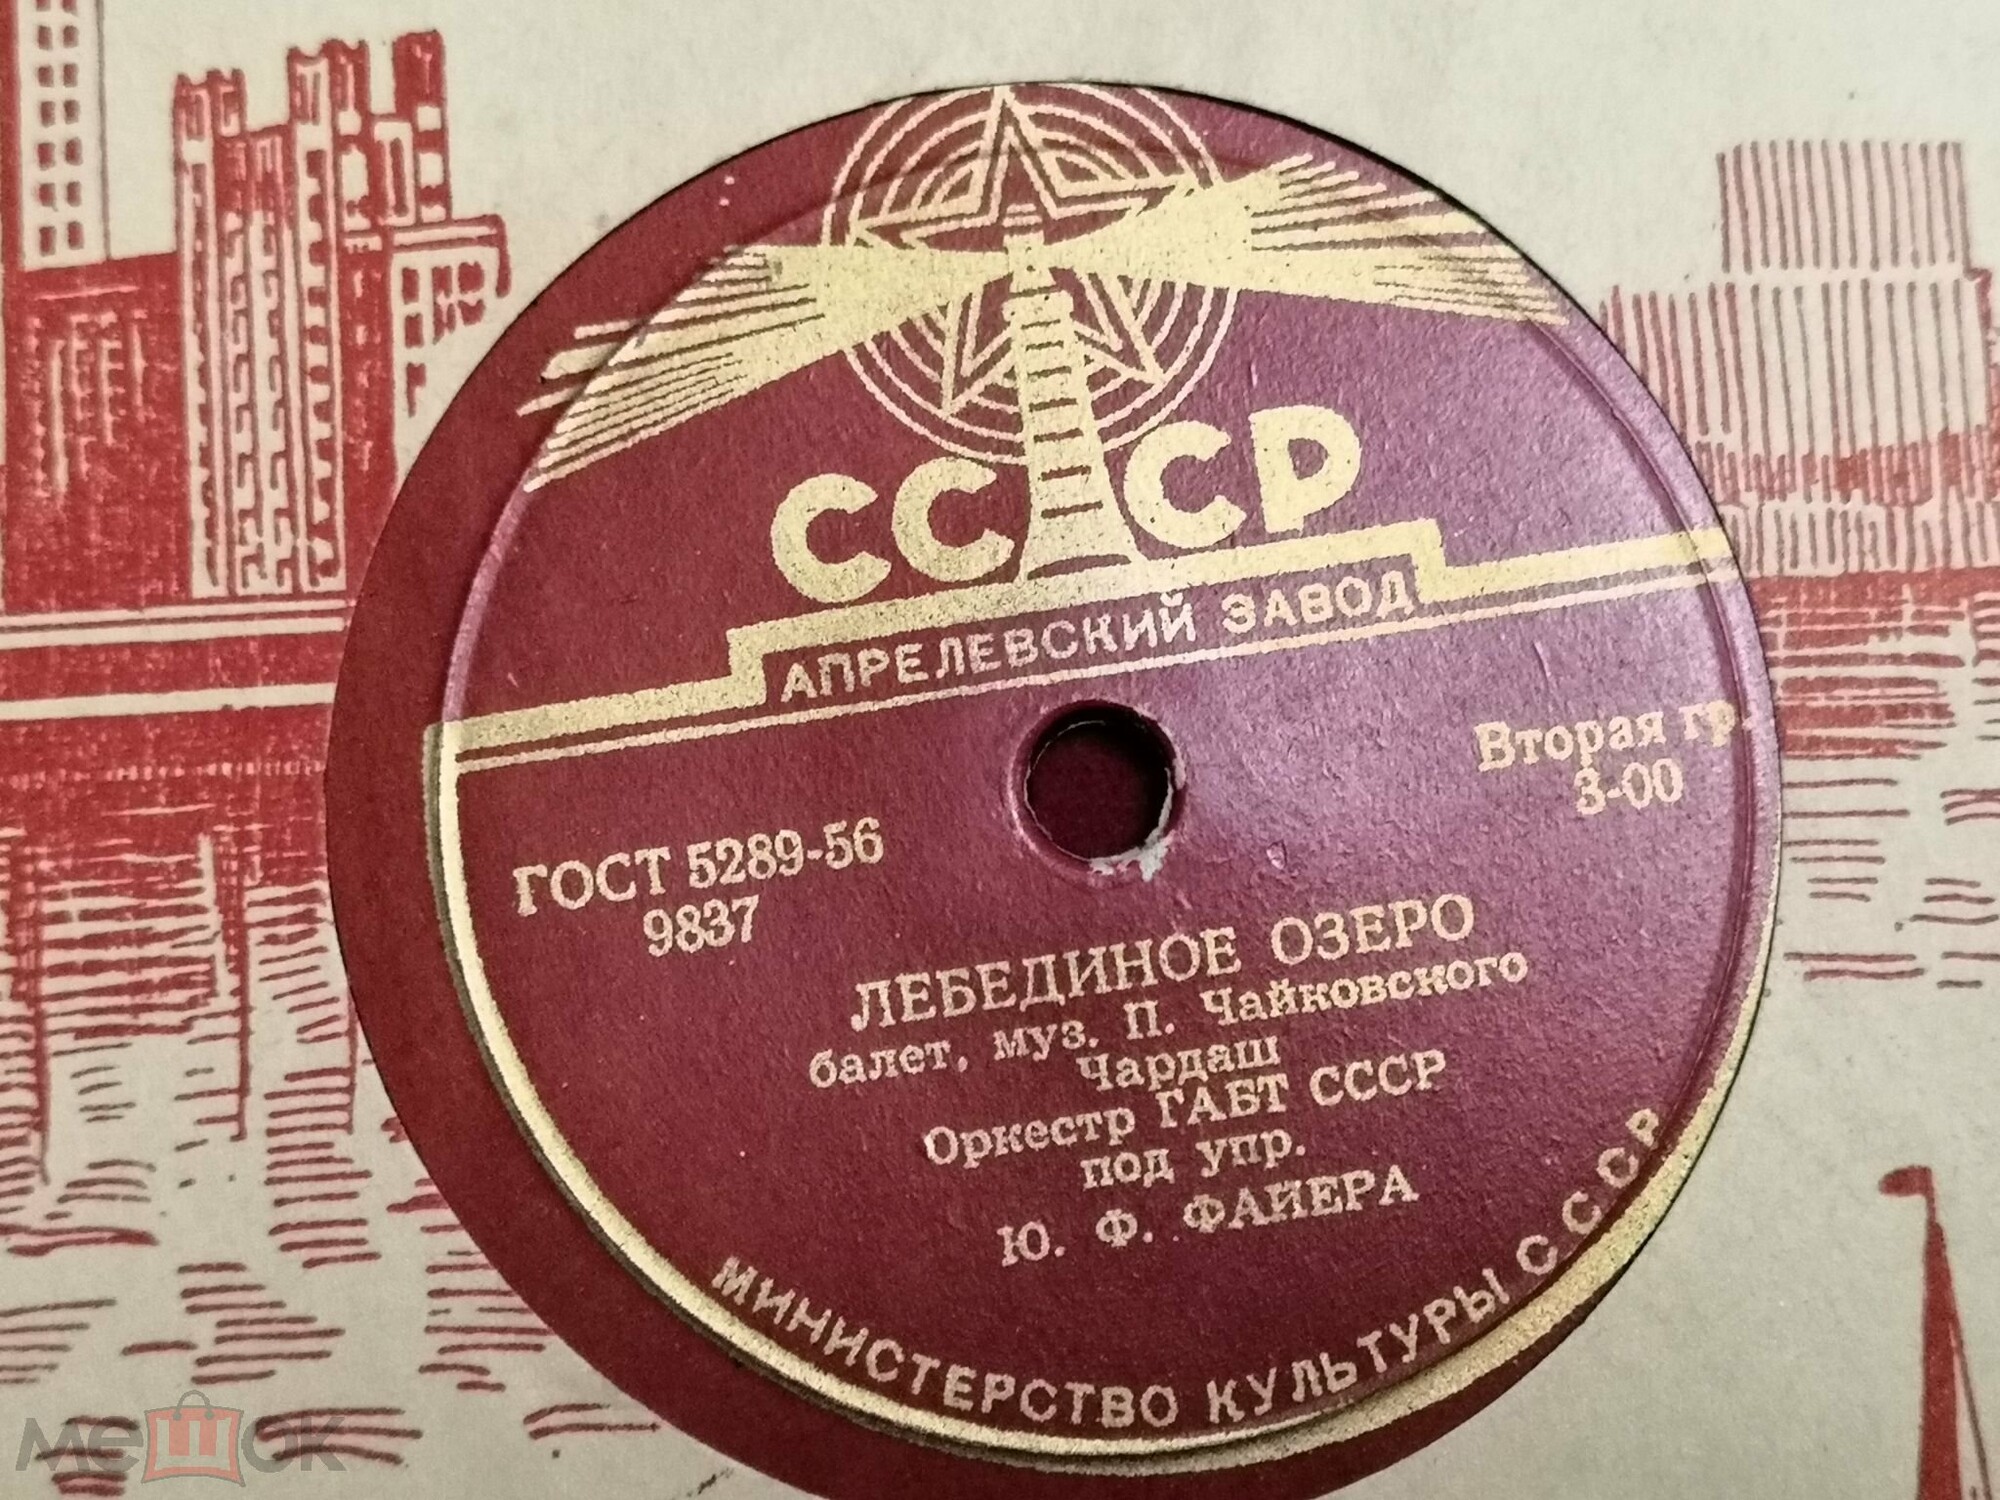 СССР
АПРЕЛЕВСКИЙ ЗАВОД
Вторая гр.
3-00
ГОСТ 5289-56
9837
ЛЕБЕДИНОЕ ОЗЕРО
балет, муз. П. Чайковского
Чардаш
Оркестр ГАБТ СССР
под упр.
Ю. Ф. ФАЙЕРА
МИНИСТЕРСТВО КУЛЬТУРЫ СССР
мешок